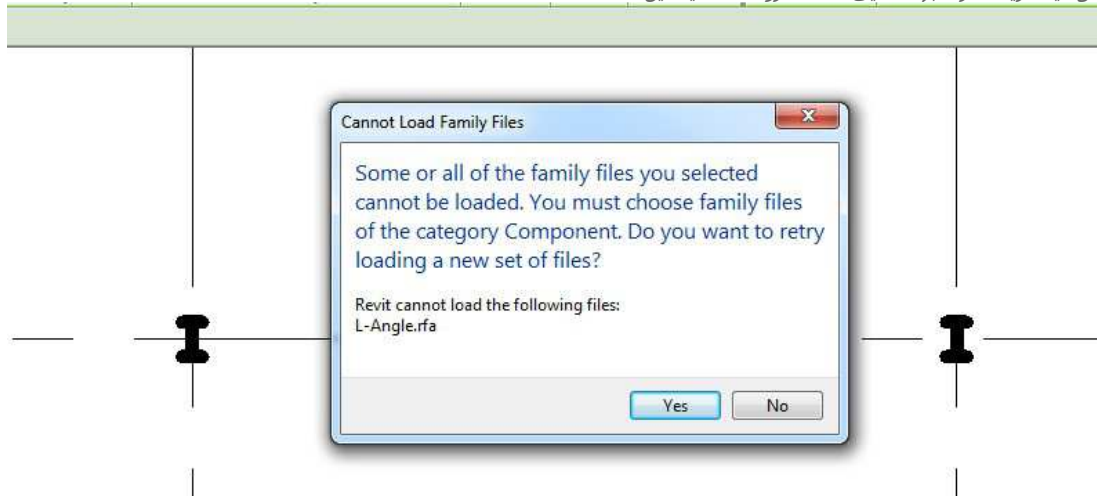 Cannot Load Family Files
Some or all of the family files you selected
cannot be loaded. You must choose family files
of the category Component. Do you want to retry
loading a new set of files?
Revit cannot load the following files:
L-Angle.rfa
Yes
No